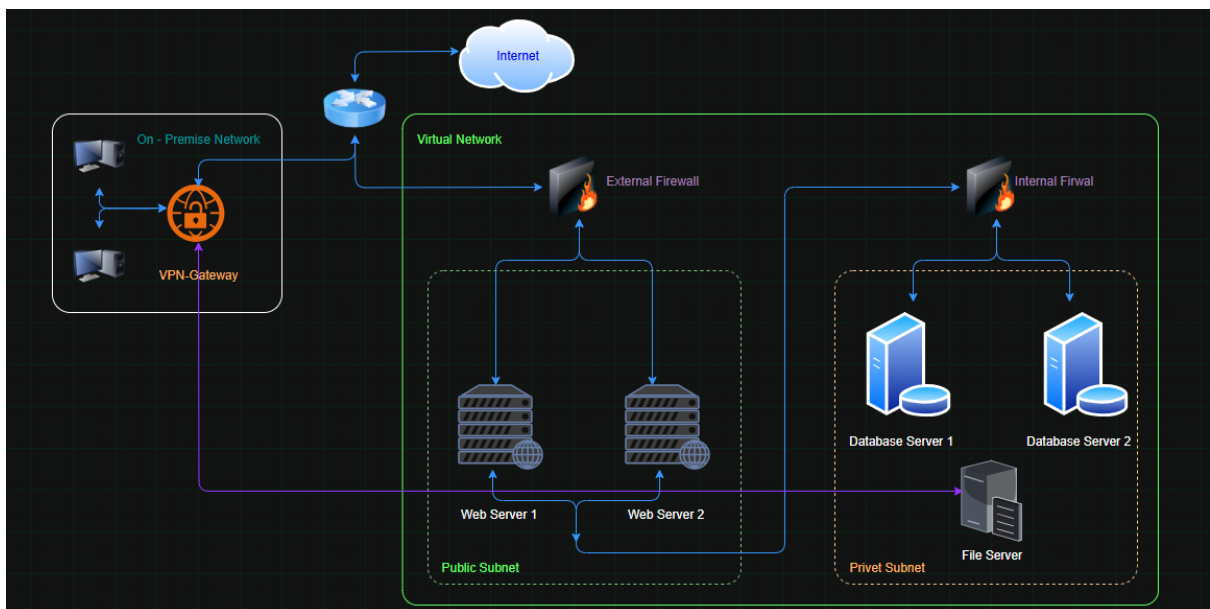 Internet
On - Premise Network
Virtual Network
External Firewall
Internal Firwal
VPN-Gateway
Database Server 1
Database Server 2
Web Server 1
Web Server 2
File Server
Public Subnet
Privet Subnet